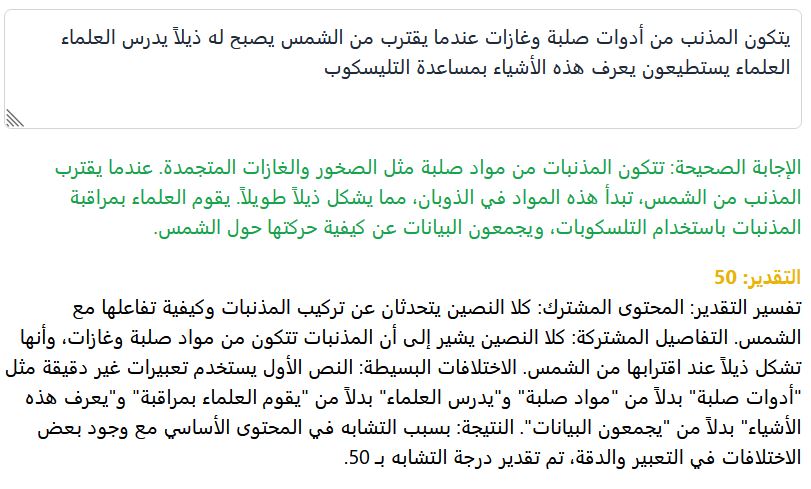 يتكون المذنب من أدوات صلبة وغازات عندما يقترب من الشمس يصبح له ذيلاً يدرس العلماء
العلماء يستطيعون يعرف هذه الأشياء بمساعدة التليسكوب
الإجابة الصحيحة: تتكون المذنبات من مواد صلبة مثل الصخور والغازات المتجمدة. عندما يقترب
المذنب من الشمس، تبدأ هذه المواد في الذوبان، مما يشكل ذيلاً طويلاً. يقوم العلماء بمراقبة
المذنبات باستخدام التلسكوبات، ويجمعون البيانات عن كيفية حركتها حول الشمس.
التقدير: 50
تفسير التقدير: المحتوى المشترك: كلا النصين يتحدثان عن تركيب المذنبات وكيفية تفاعلها مع
الشمس. التفاصيل المشتركة: كلا النصين يشير إلى أن المذنبات تتكون من مواد صلبة وغازات، وأنها
تشكل ذيلاً عند اقترابها من الشمس. الاختلافات البسيطة: النص الأول يستخدم تعبيرات غير دقيقة مثل
"أدوات صلبة" بدلاً من "مواد صلبة" و"يدرس العلماء" بدلاً من "يقوم العلماء بمراقبة" و"يعرف هذه
الأشياء" بدلاً من "يجمعون البيانات". النتيجة: بسبب التشابه في المحتوى الأساسي مع وجود بعض
الاختلافات في التعبير والدقة، تم تقدير درجة التشابه بـ 50.